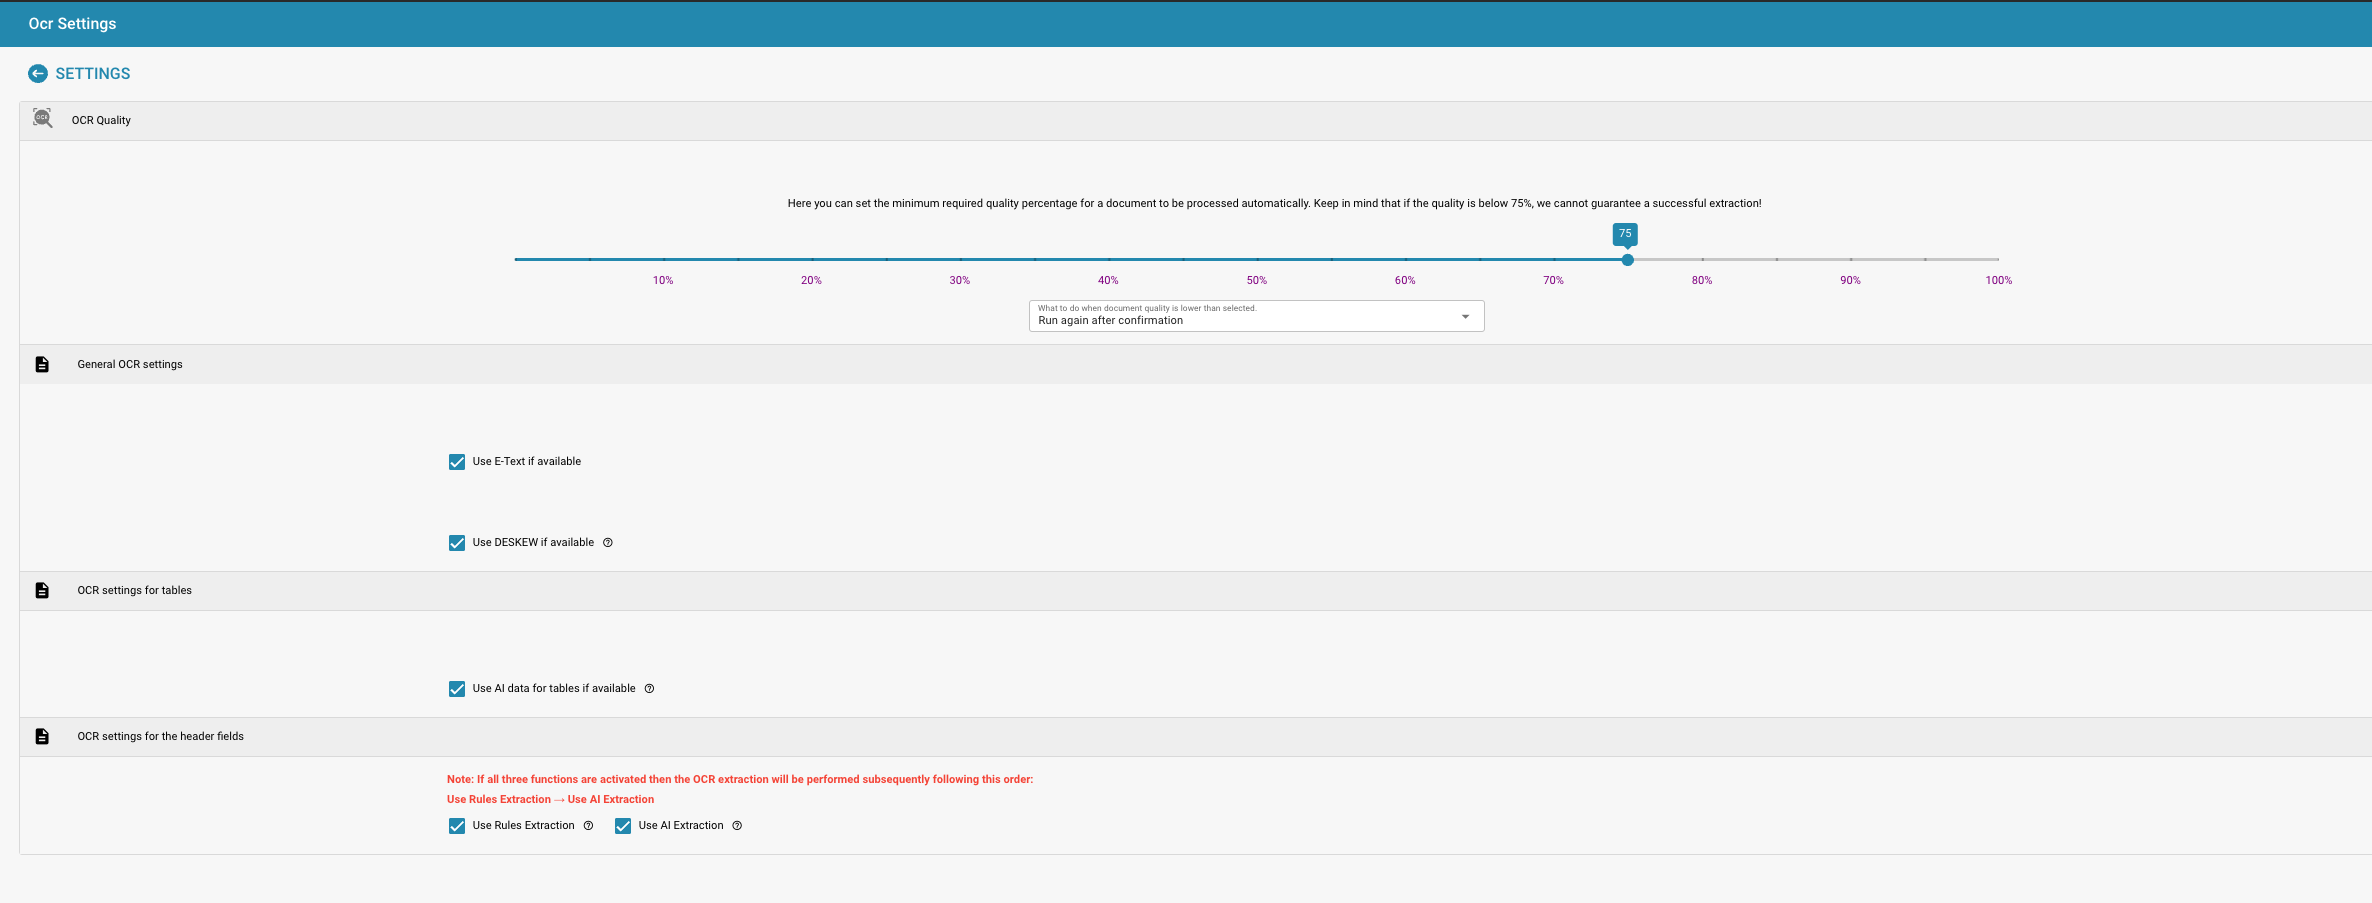 Ocr Settings
SETTINGS
OCR
OCR Quality
Here you can set the minimum required quality percentage for a document to be processed automatically. Keep in mind that if the quality is below 75%, we cannot guarantee a successful extraction!
75
10% 20% 30% 40% 50% 60% 70% 80% 90% 100%
What to do when document quality is lower than selected.
Run again after confirmation
General OCR settings
Use E-Text if available
Use DESKEW if available ?
OCR settings for tables
Use AI data for tables if available ?
OCR settings for the header fields
Note: If all three functions are activated then the OCR extraction will be performed subsequently following this order:
Use Rules Extraction → Use AI Extraction
Use Rules Extraction ? Use AI Extraction ?